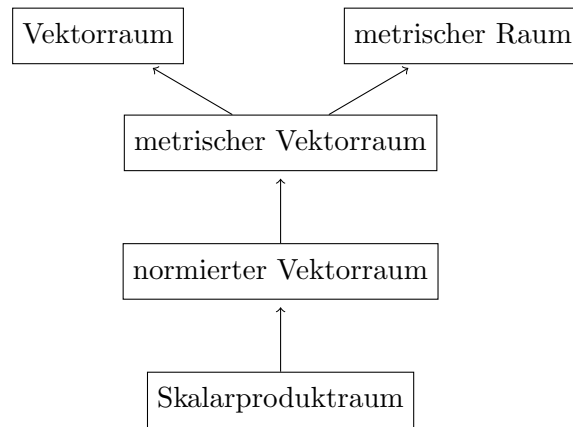 Vektorraum
metrischer Raum
metrischer Vektorraum
normierter Vektorraum
Skalarproduktraum